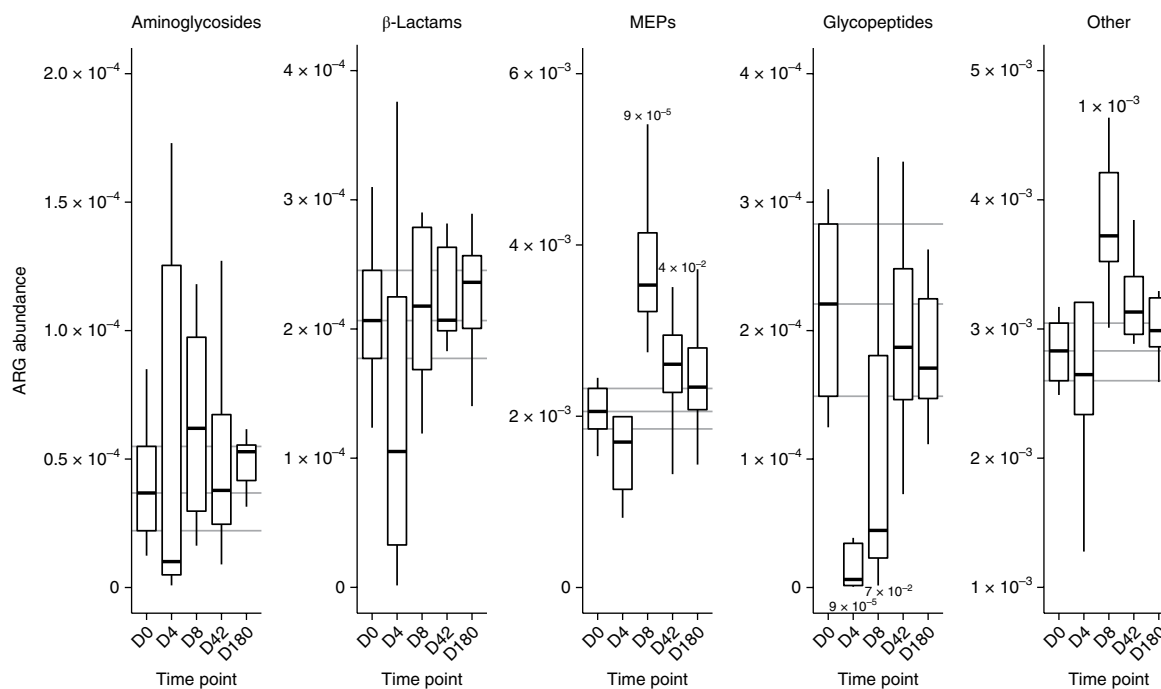 Aminoglycosides
β-Lactams
MEPs
Glycopeptides
Other
ARG abundance
2.0 × 10⁻⁴
1.5 × 10⁻⁴
1.0 × 10⁻⁴
0.5 × 10⁻⁴
0
D0
D4
D8
D42
D180
Time point
4 × 10⁻⁴
3 × 10⁻⁴
2 × 10⁻⁴
1 × 10⁻⁴
0
D0
D4
D8
D42
D180
Time point
6 × 10⁻³
4 × 10⁻³
2 × 10⁻³
0
9 × 10⁻⁵
4 × 10⁻²
D0
D4
D8
D42
D180
Time point
4 × 10⁻⁴
3 × 10⁻⁴
2 × 10⁻⁴
1 × 10⁻⁴
0
7 × 10⁻²
9 × 10⁻⁵
D0
D4
D8
D42
D180
Time point
5 × 10⁻³
4 × 10⁻³
3 × 10⁻³
2 × 10⁻³
1 × 10⁻³
1 × 10⁻³
D0
D4
D8
D42
D180
Time point